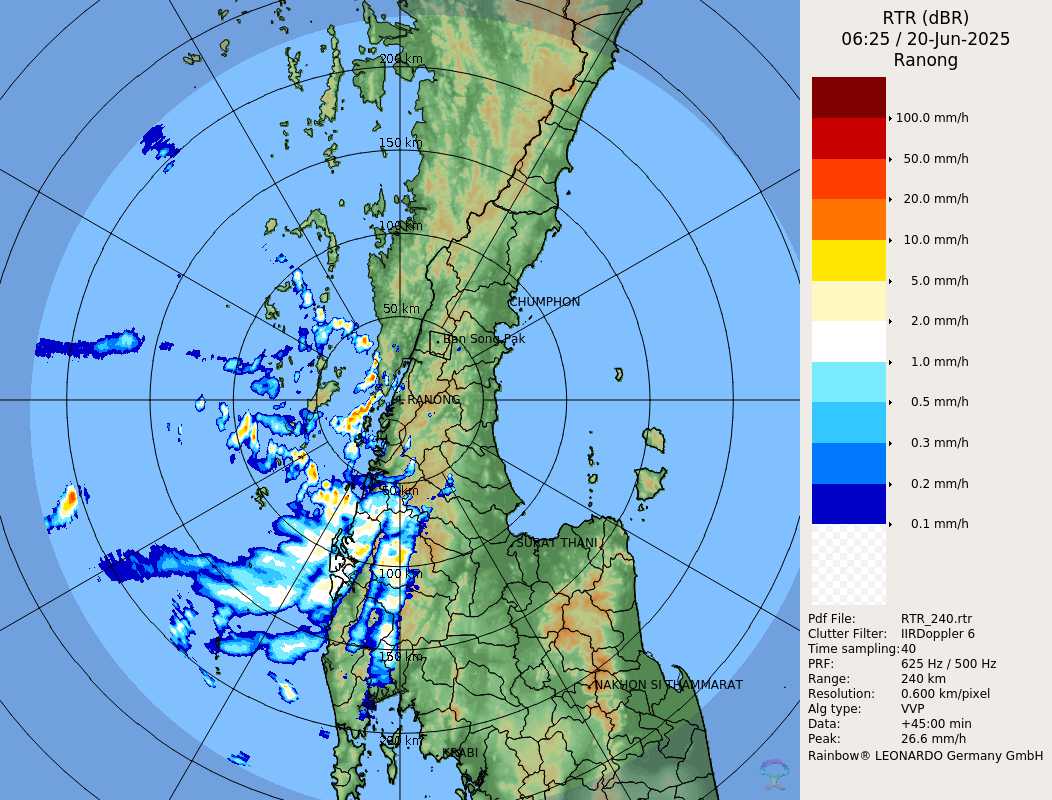 RTR (dBR)
06:25 / 20-Jun-2025
Ranong
100.0 mm/h
50.0 mm/h
20.0 mm/h
10.0 mm/h
5.0 mm/h
2.0 mm/h
1.0 mm/h
0.5 mm/h
0.3 mm/h
0.2 mm/h
0.1 mm/h
Pdf File: RTR_240.rtr
Clutter Filter: IIRDoppler 6
Time sampling:40
PRF: 625 Hz / 500 Hz
Range: 240 km
Resolution: 0.600 km/pixel
Alg type: VVP
Data: +45:00 min
Peak: 26.6 mm/h
Rainbow® LEONARDO Germany GmbH
200 km
150 km
100 km
CHUMPHON
50 km
Ban Song Pak
RANONG
50 km
SURAT THANI
100 km
150 km
NAKHON SI THAMMARAT
200 km
KRABI